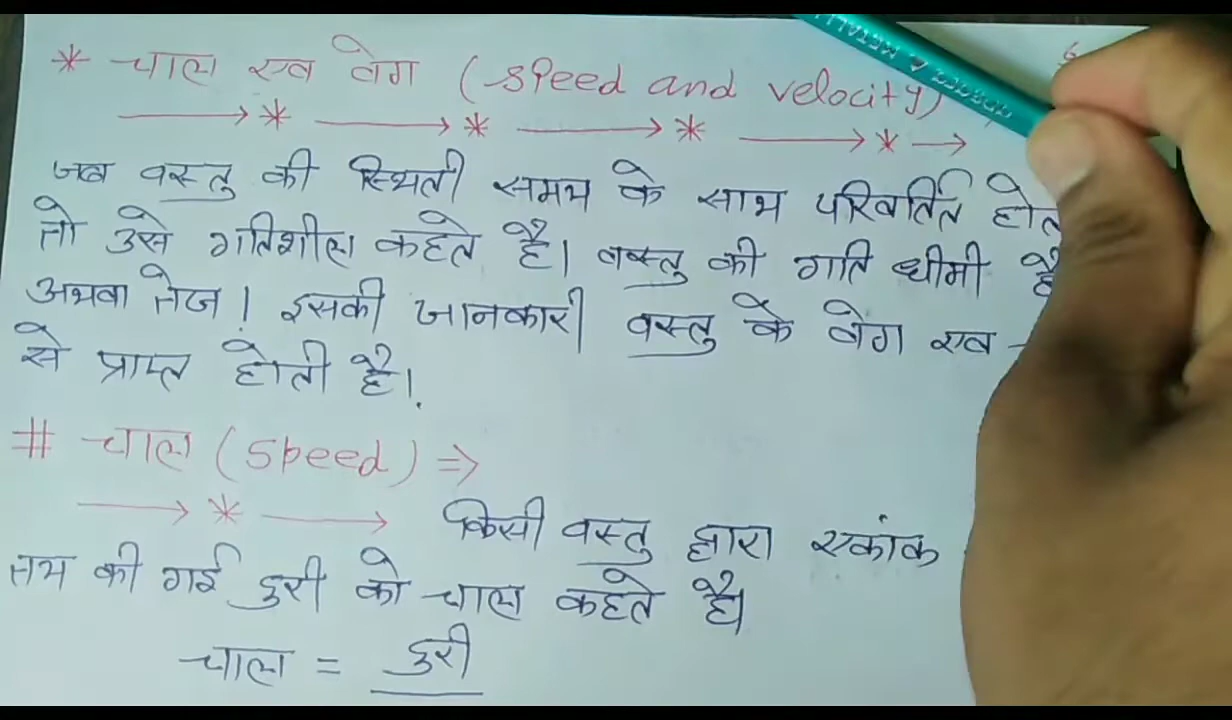 * चाल एव वेग (speed and velocity)
जब वस्तु की स्थिती समय के साथ परिवर्तित
तो उसे गतिशील कहते है। वस्तु की गति धीमी है
अथवा तेज। इसकी जानकारी वस्तु के वेग एव
से प्राप्त होती है।
# चाल (speed) ⇒
किसी वस्तु द्वारा एकांक
तय की गई दुरी को चाल कहते है।
चाल = दुरी